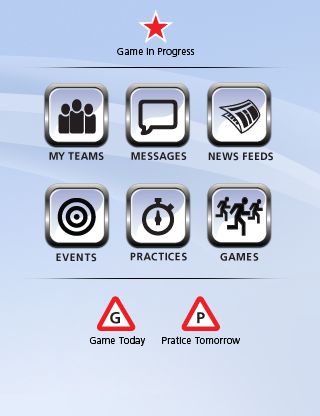 Game In Progress
MY TEAMS MESSAGES NEWS FEEDS
EVENTS PRACTICES GAMES
G P
Game Today Pratice Tomorrow